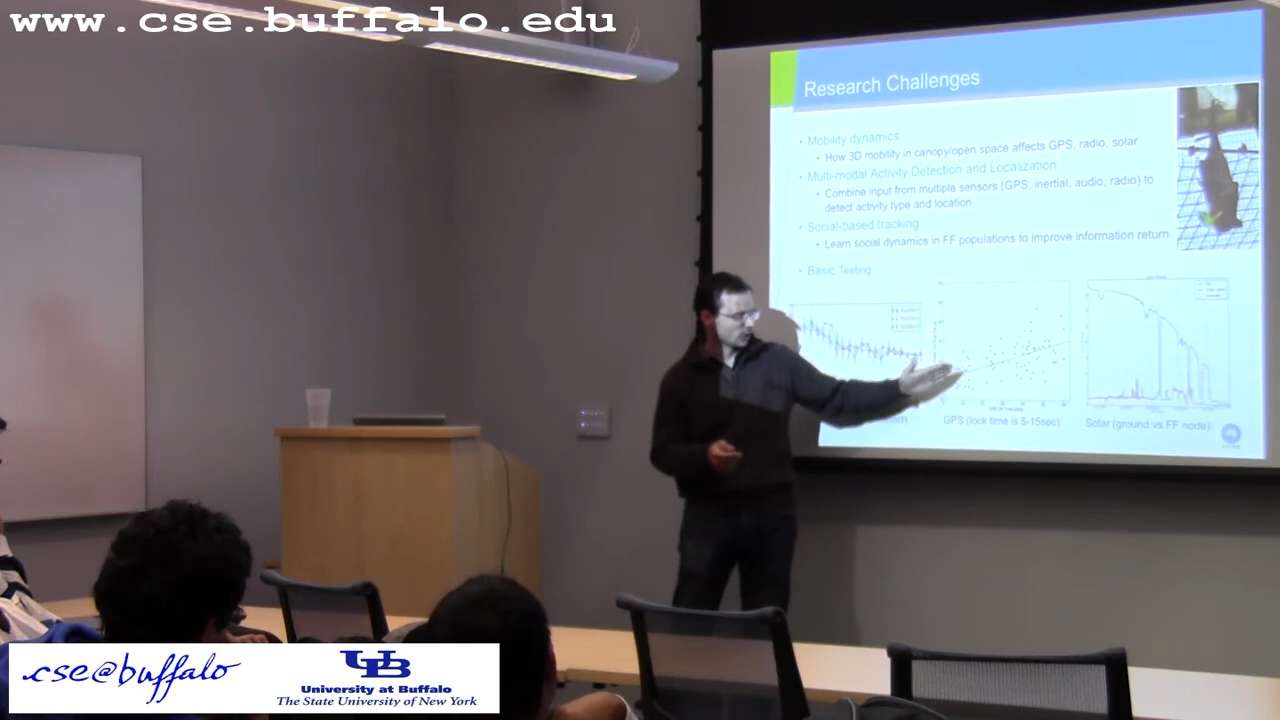 www.cse.buffalo.edu
Research Challenges
• Mobility dynamics
• How 3D mobility in canopy/open space affects GPS, radio, solar
• Multi-modal Activity Detection and Localization
• Combine input from multiple sensors (GPS, inertial, audio, radio) to
detect activity type and location
• Social-based tracking
• Learn social dynamics in FF populations to improve information return
• Basic Testing
GPS (lock time is 5-15sec)
Solar (ground vs FF node)
cse@buffalo
UB
University at Buffalo
The State University of New York